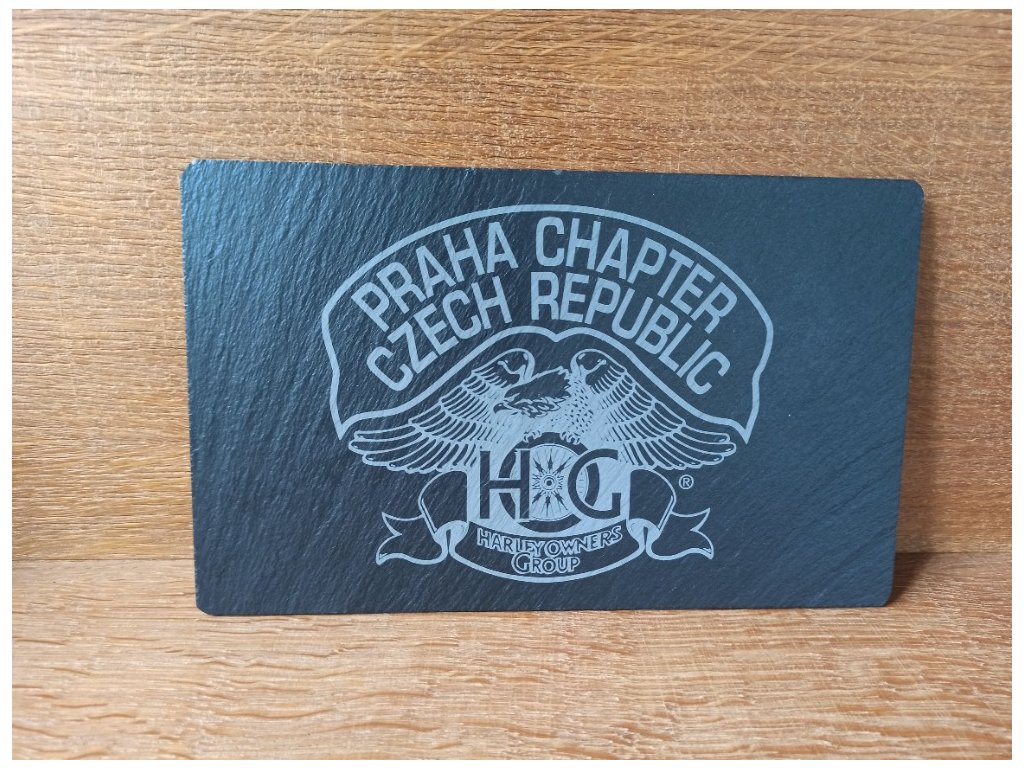 PRAHA CHAPTER
CZECH REPUBLIC
HOG
®
HARLEY OWNERS
GROUP